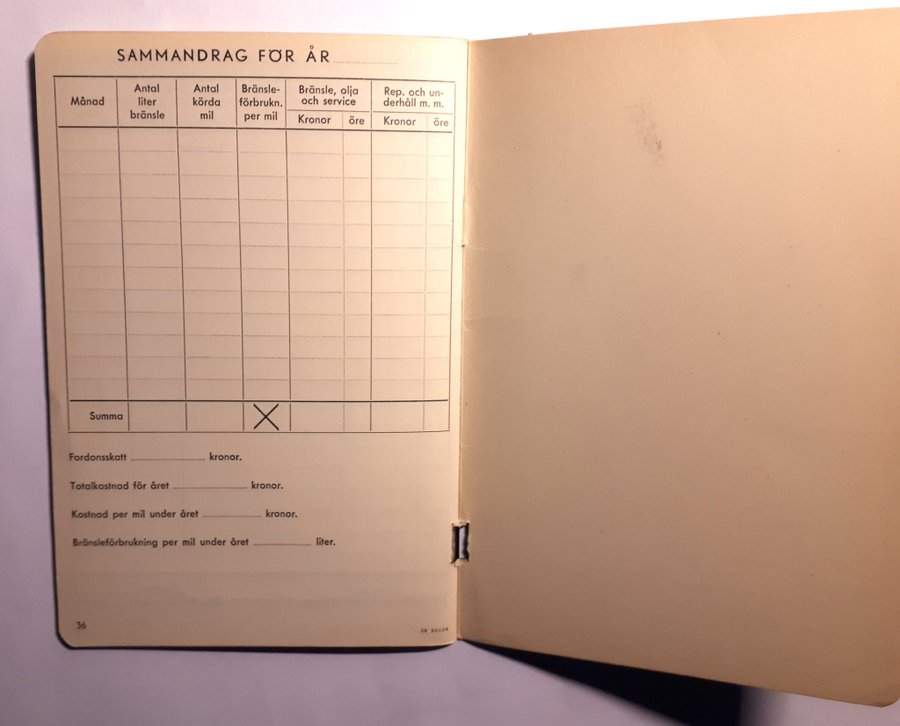 SAMMANDRAG FÖR ÅR
Månad
Antal
liter
bränsle
Antal
körda
mil
Bränsle-
förbrukn.
per mil
Bränsle, olja
och service
Kronor öre
Rep. och un-
derhåll m. m.
Kronor öre
Summa
Fordonsskatt kronor.
Totalkostnad för året kronor.
Kostnad per mil under året kronor.
Bränsleförbrukning per mil under året liter.
36